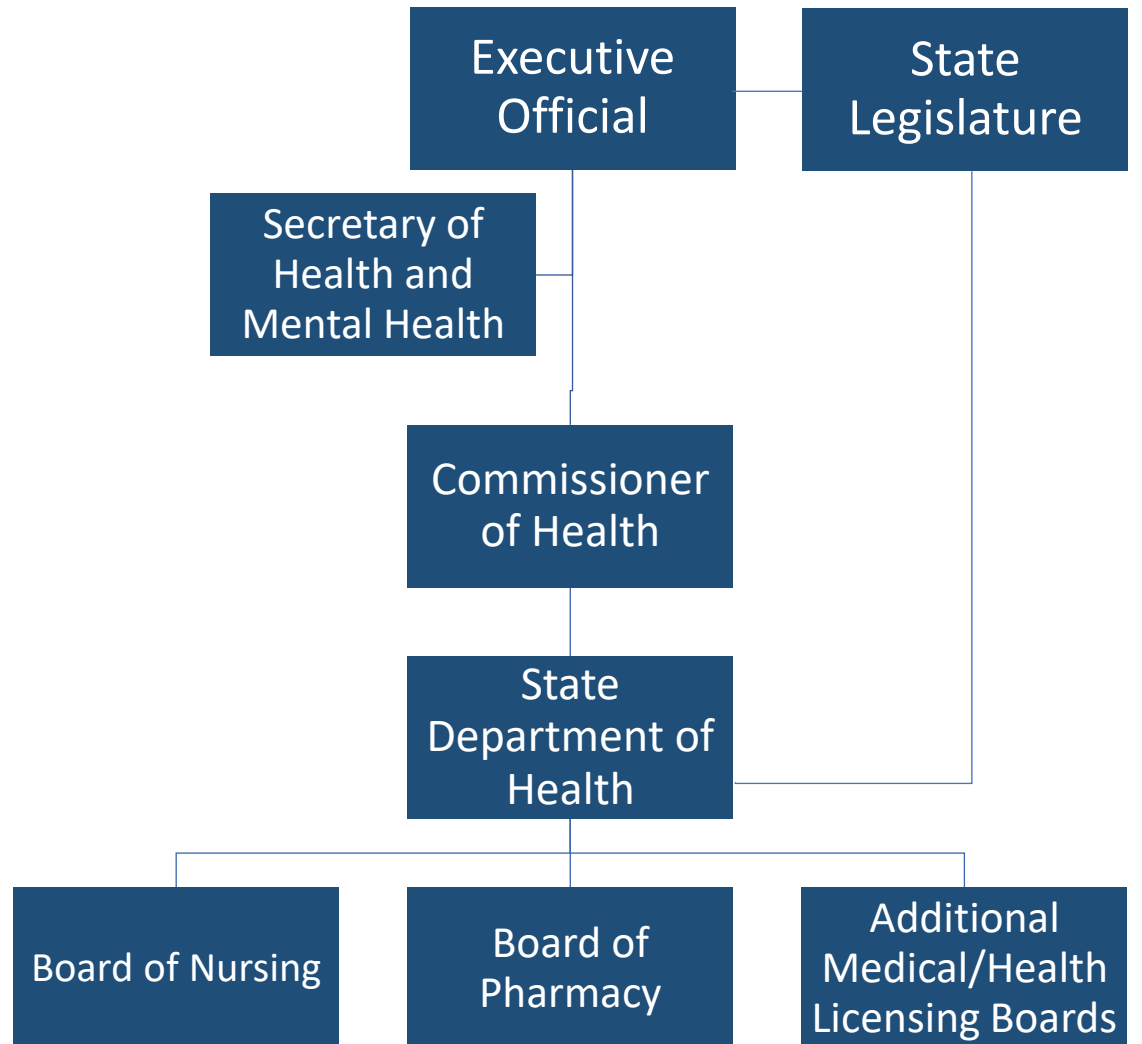 Executive
Official
State
Legislature
Secretary of
Health and
Mental Health
Commissioner
of Health
State
Department of
Health
Board of Nursing
Board of
Pharmacy
Additional
Medical/Health
Licensing Boards